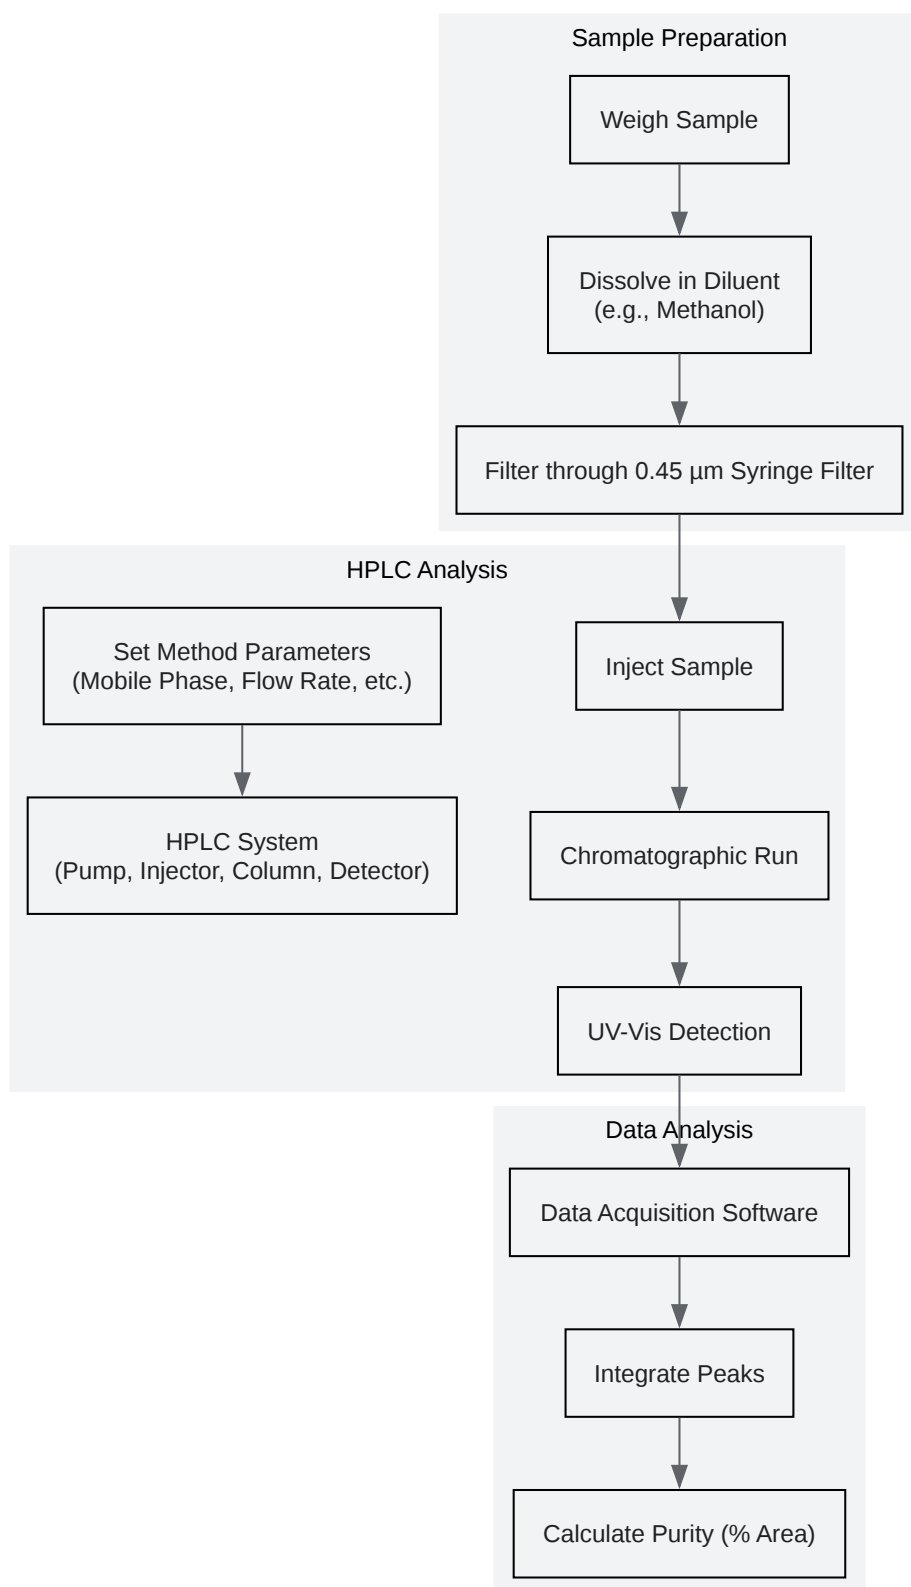 Sample Preparation
Weigh Sample
Dissolve in Diluent
(e.g., Methanol)
Filter through 0.45 µm Syringe Filter
HPLC Analysis
Set Method Parameters
(Mobile Phase, Flow Rate, etc.)
HPLC System
(Pump, Injector, Column, Detector)
Inject Sample
Chromatographic Run
UV-Vis Detection
Data Analysis
Data Acquisition Software
Integrate Peaks
Calculate Purity (% Area)